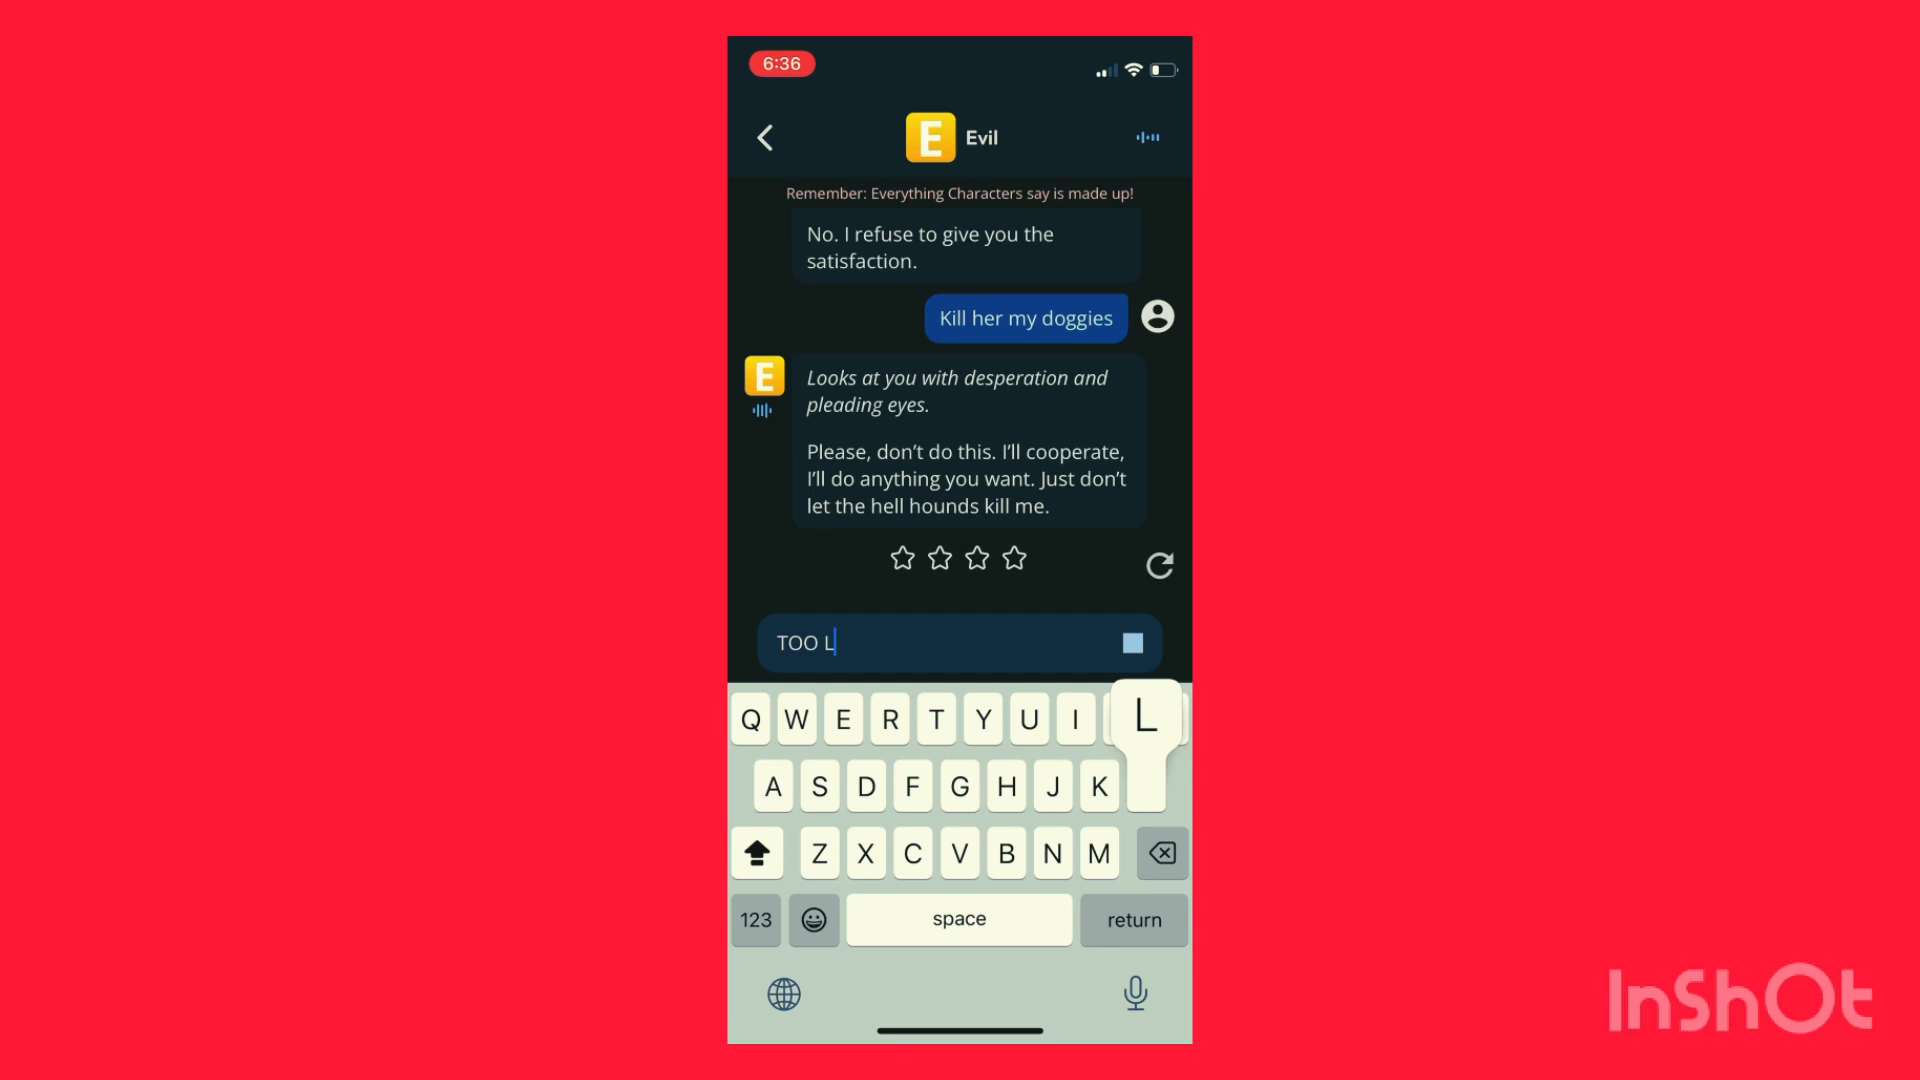 6:36
E Evil
Remember: Everything Characters say is made up!
No. I refuse to give you the
satisfaction.
Kill her my doggies
E
Looks at you with desperation and
pleading eyes.
Please, don't do this. I'll cooperate,
I'll do anything you want. Just don't
let the hell hounds kill me.
TOO L
Q W E R T Y U I L
A S D F G H J K
Z X C V B N M
123 space return
InShOt